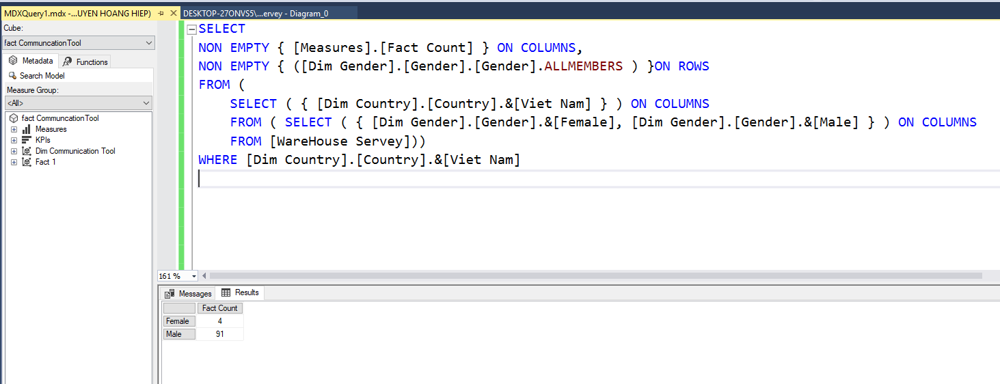 MDXQuery1.mdx -...UYEN HOANG HIEP)
DESKTOP-27ONVS5\...ervey - Diagram_0
Cube:
fact CommuncationTool
Metadata
Functions
Search Model
Measure Group:
<All>
fact CommuncationTool
Measures
KPIs
Dim Communication Tool
Fact 1
SELECT
NON EMPTY { [Measures].[Fact Count] } ON COLUMNS,
NON EMPTY { ([Dim Gender].[Gender].[Gender].ALLMEMBERS ) }ON ROWS
FROM (
SELECT ( { [Dim Country].[Country].&[Viet Nam] } ) ON COLUMNS
FROM ( SELECT ( { [Dim Gender].[Gender].&[Female], [Dim Gender].[Gender].&[Male] } ) ON COLUMNS
FROM [WareHouse Servey]))
WHERE [Dim Country].[Country].&[Viet Nam]
161 %
Messages
Results
Fact Count
Female 4
Male 91